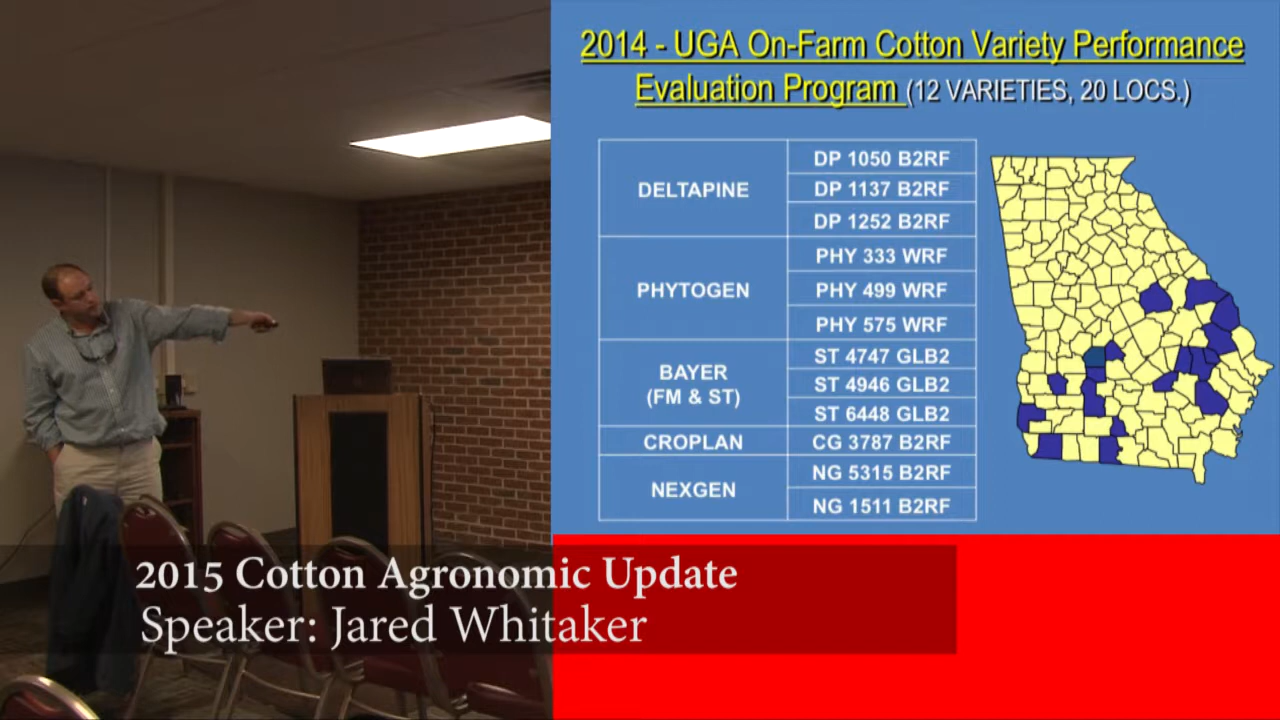 2014 - UGA On-Farm Cotton Variety Performance
Evaluation Program (12 VARIETIES, 20 LOCS.)
DELTAPINE
DP 1050 B2RF
DP 1137 B2RF
DP 1252 B2RF
PHYTOGEN
PHY 333 WRF
PHY 499 WRF
PHY 575 WRF
BAYER
(FM & ST)
ST 4747 GLB2
ST 4946 GLB2
ST 6448 GLB2
CROPLAN
CG 3787 B2RF
NEXGEN
NG 5315 B2RF
NG 1511 B2RF
2015 Cotton Agronomic Update
Speaker: Jared Whitaker